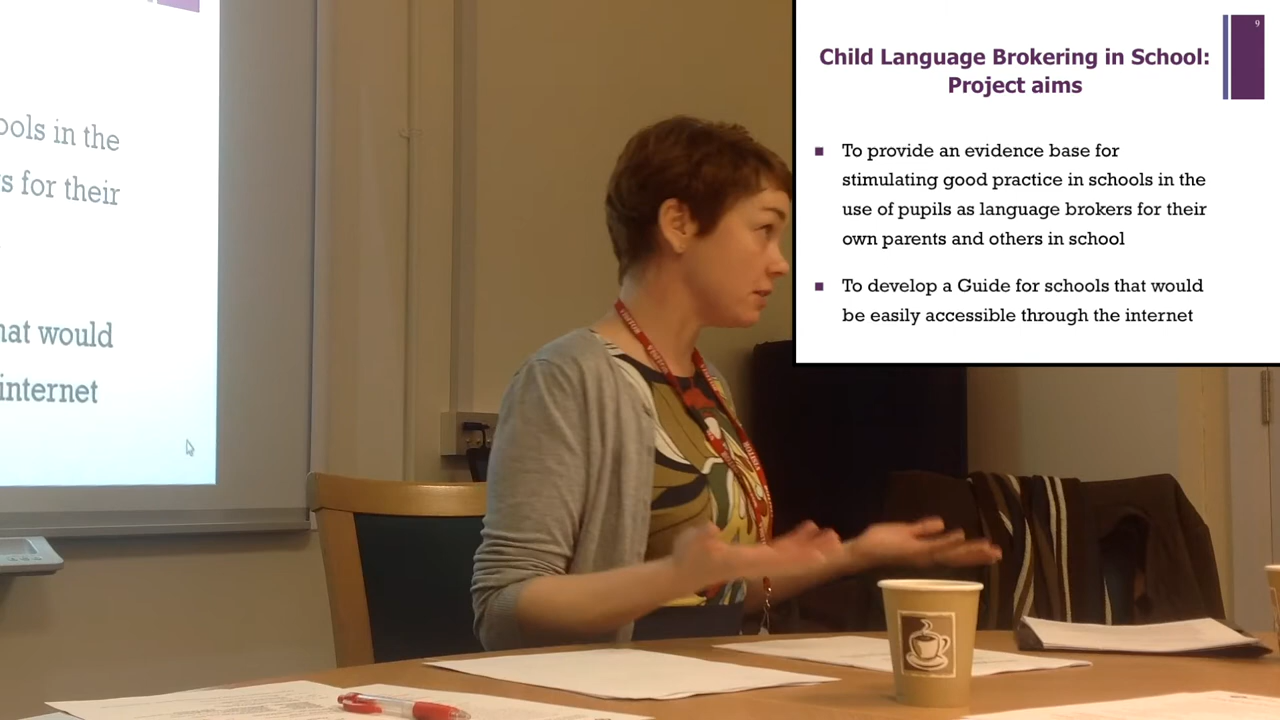 ools in the
s for their
hat would
internet
9
Child Language Brokering in School:
Project aims
To provide an evidence base for
stimulating good practice in schools in the
use of pupils as language brokers for their
own parents and others in school
To develop a Guide for schools that would
be easily accessible through the internet